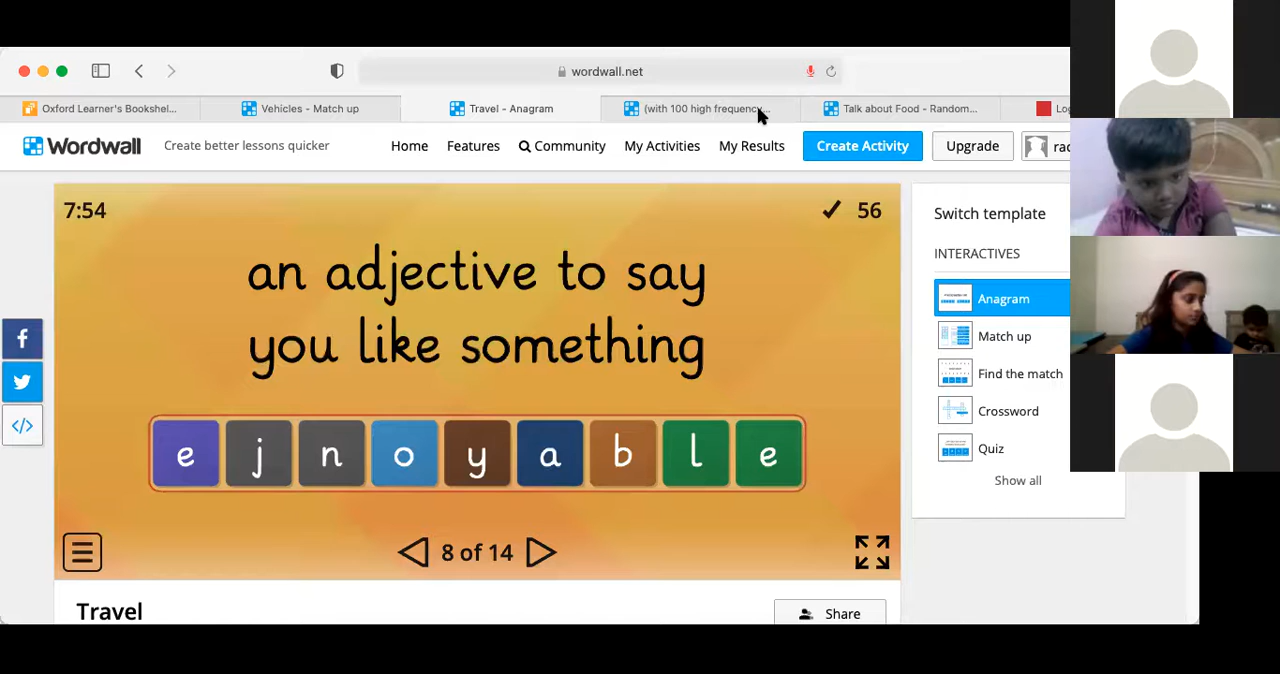 wordwall.net
Oxford Learner's Bookshel...
Vehicles - Match up
Travel - Anagram
(with 100 high frequency...
Talk about Food - Random...
Log
Wordwall
Create better lessons quicker
Home
Features
Community
My Activities
My Results
Create Activity
Upgrade
rac
7:54
56
an adjective to say
you like something
e j n o y a b l e
8 of 14
Travel
Share
Switch template
INTERACTIVES
Anagram
Match up
Find the match
Crossword
Quiz
Show all